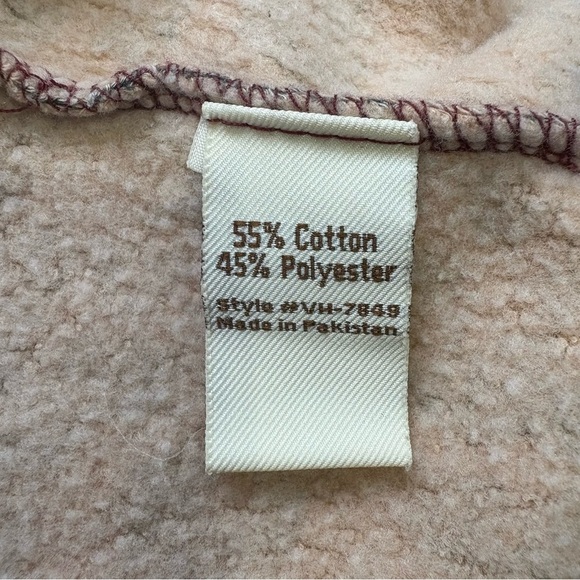 55% Cotton
45% Polyester
Style #VH-7849
Made in Pakistan